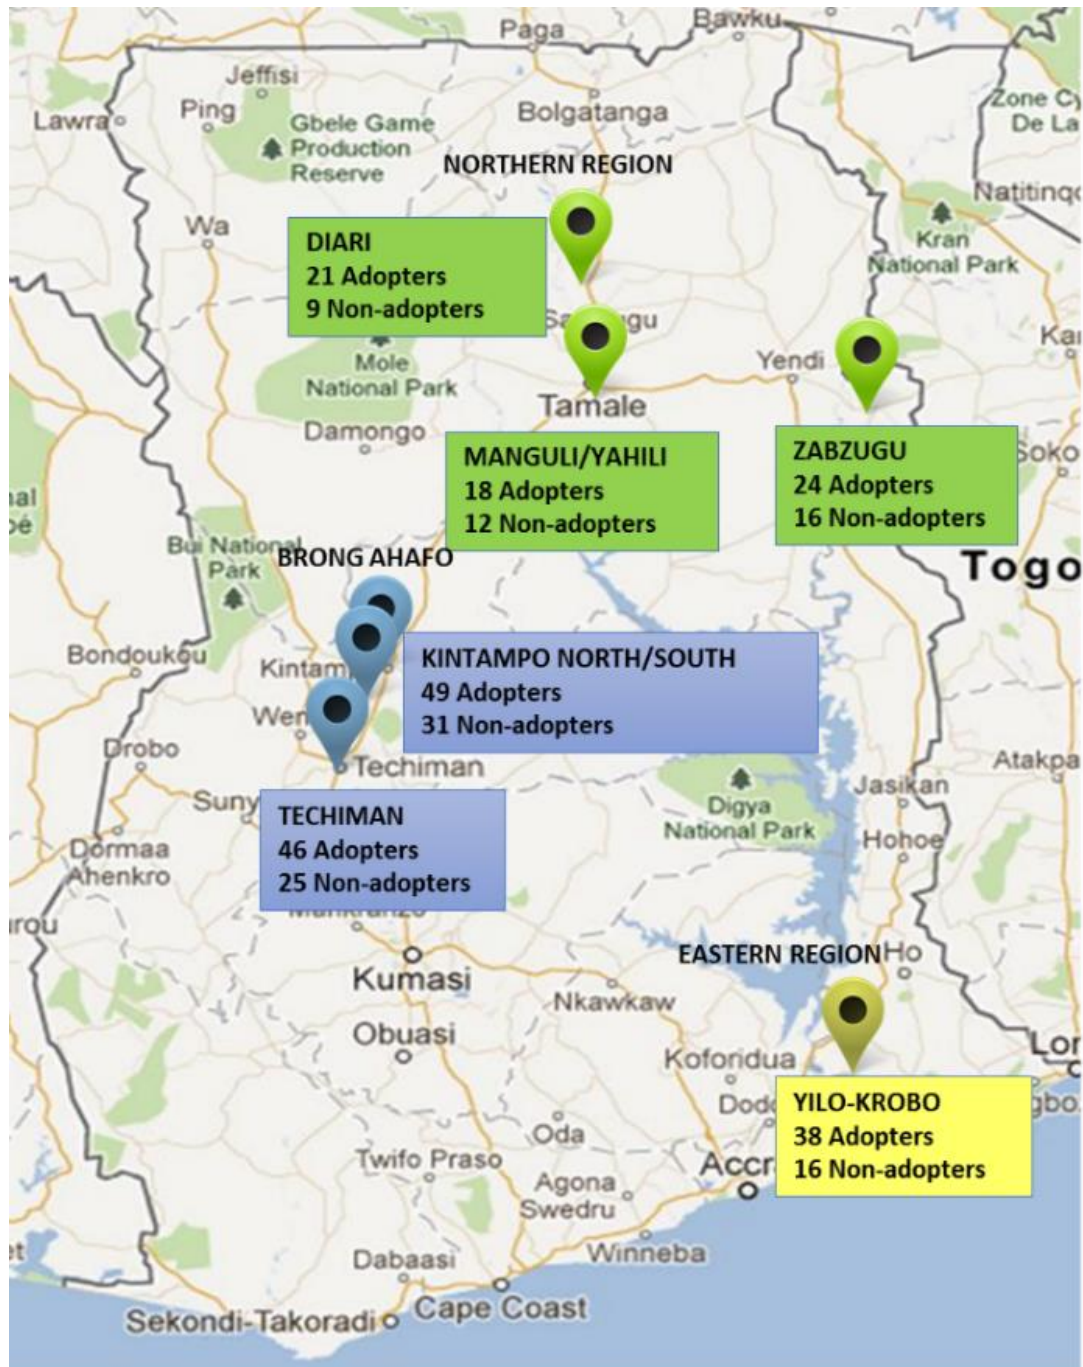 Paga
Bawku
Jeffisi
Zone Cy
De La
Lawra
Ping
Bolgatanga
Gbele Game
Production
Reserve
NORTHERN REGION
Natitingo
Wa
Kran
National Park
DIARI
21 Adopters
9 Non-adopters
Mole
National Park
Yendi
Tamale
Damongo
MANGULI/YAHILI
18 Adopters
12 Non-adopters
ZABZUGU
24 Adopters
16 Non-adopters
Soko
Bui National
Park
BRONG AHAFO
Togo
Bondoukou
KINTAMPO NORTH/SOUTH
49 Adopters
31 Non-adopters
Drobo
Techiman
Atakpa
Jasikan
Digya
National Park
Hohoe
TECHIMAN
46 Adopters
25 Non-adopters
Dormaa
Ahenkro
Kumasi
EASTERN REGION
Ho
Nkawkaw
Obuasi
Koforidua
YILO-KROBO
38 Adopters
16 Non-adopters
Oda
Twifo Praso
Agona
Swedru
Winneba
Dabaasi
Cape Coast
Sekondi-Takoradi